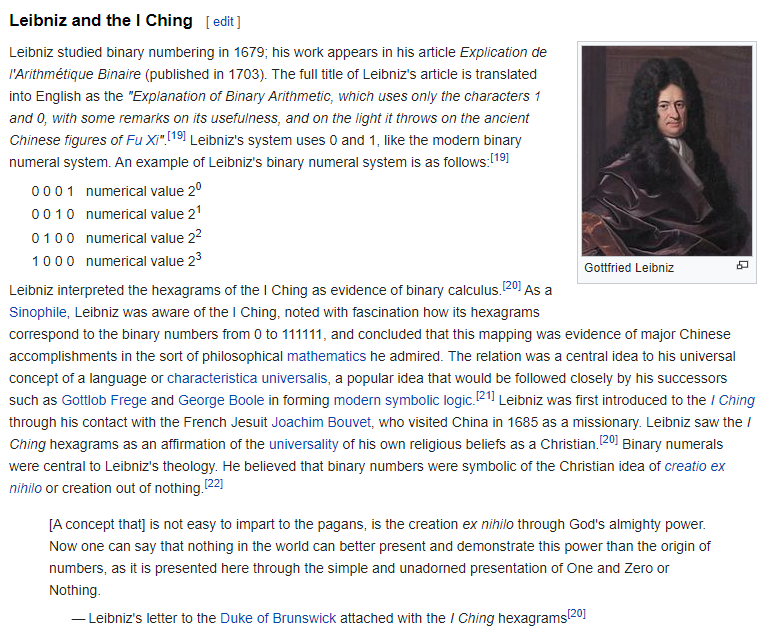 Leibniz and the I Ching [ edit ]
Leibniz studied binary numbering in 1679; his work appears in his article Explication de
l'Arithmétique Binaire (published in 1703). The full title of Leibniz's article is translated
into English as the "Explanation of Binary Arithmetic, which uses only the characters 1
and 0, with some remarks on its usefulness, and on the light it throws on the ancient
Chinese figures of Fu Xi".[19] Leibniz's system uses 0 and 1, like the modern binary
numeral system. An example of Leibniz's binary numeral system is as follows:[19]
0 0 0 1 numerical value 2⁰
0 0 1 0 numerical value 2¹
0 1 0 0 numerical value 2²
1 0 0 0 numerical value 2³
Gottfried Leibniz
Leibniz interpreted the hexagrams of the I Ching as evidence of binary calculus.[20] As a
Sinophile, Leibniz was aware of the I Ching, noted with fascination how its hexagrams
correspond to the binary numbers from 0 to 111111, and concluded that this mapping was evidence of major Chinese
accomplishments in the sort of philosophical mathematics he admired. The relation was a central idea to his universal
concept of a language or characteristica universalis, a popular idea that would be followed closely by his successors
such as Gottlob Frege and George Boole in forming modern symbolic logic.[21] Leibniz was first introduced to the I Ching
through his contact with the French Jesuit Joachim Bouvet, who visited China in 1685 as a missionary. Leibniz saw the I
Ching hexagrams as an affirmation of the universality of his own religious beliefs as a Christian.[20] Binary numerals
were central to Leibniz's theology. He believed that binary numbers were symbolic of the Christian idea of creatio ex
nihilo or creation out of nothing.[22]
[A concept that] is not easy to impart to the pagans, is the creation ex nihilo through God's almighty power.
Now one can say that nothing in the world can better present and demonstrate this power than the origin of
numbers, as it is presented here through the simple and unadorned presentation of One and Zero or
Nothing.
— Leibniz's letter to the Duke of Brunswick attached with the I Ching hexagrams[20]